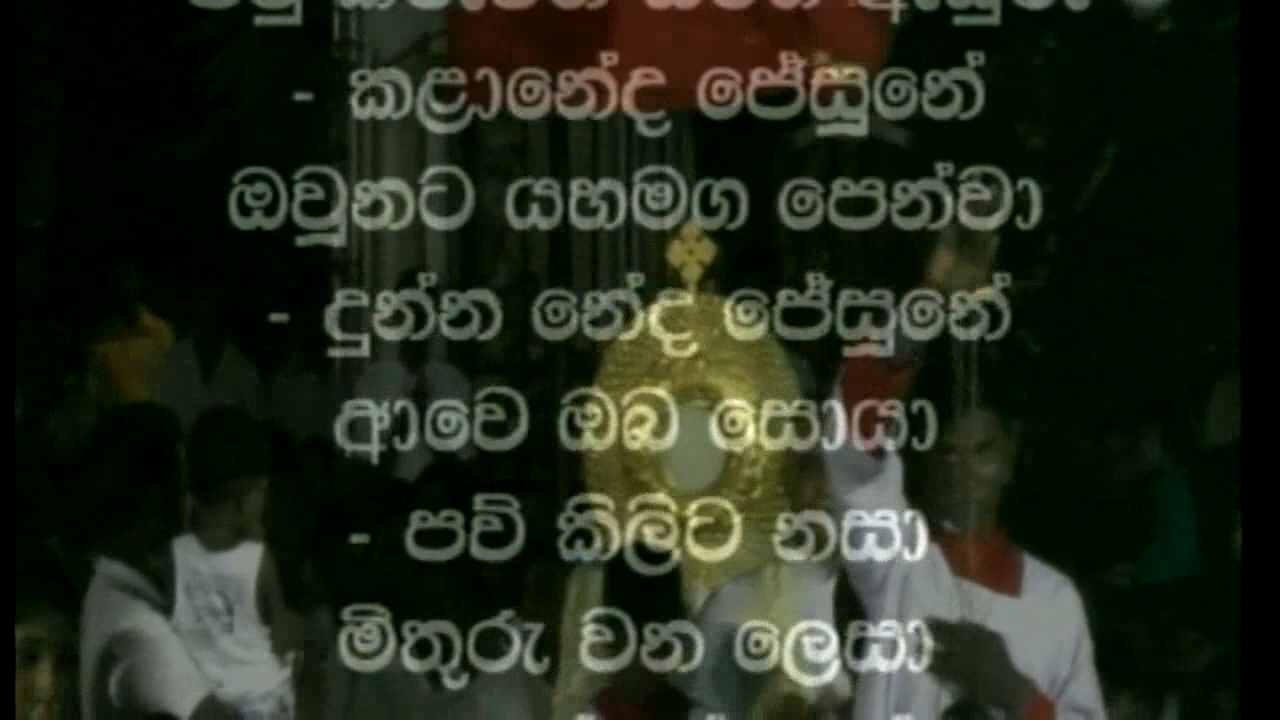 - කළානේද ජේසූනේ
ඔවුනට යහමග පෙන්වා
- දුන්න නේද ජේසූනේ
ආවෙ ඔබ සොයා
- පව් කිලිට නසා
මිතුරු වන ලෙසා